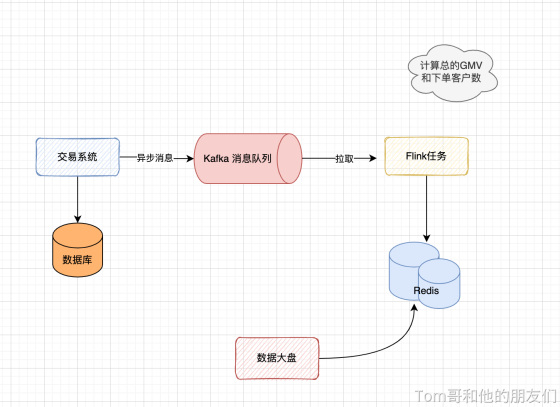 计算总的GMV
和下单客户数
交易系统
异步消息
Kafka 消息队列
拉取
Flink任务
数据库
Redis
数据大盘
Tom哥和他的朋友们